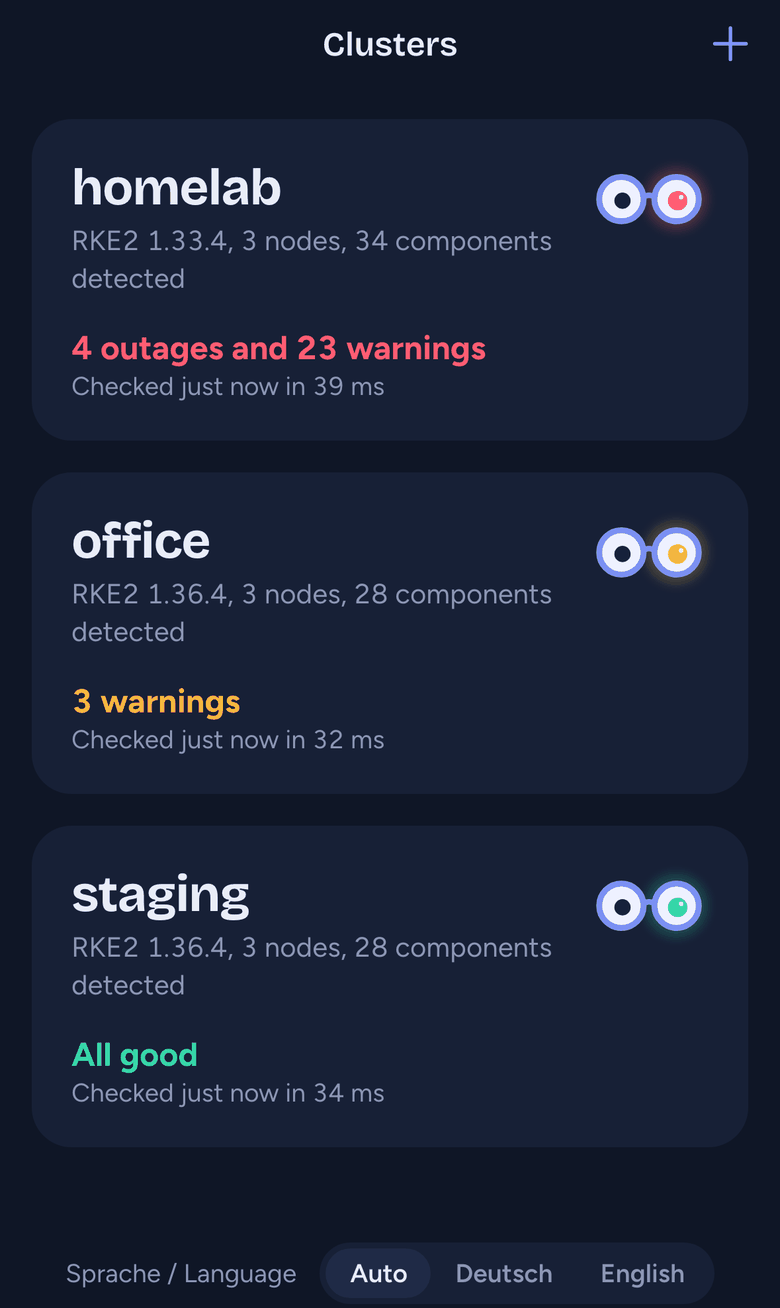 Clusters
homelab
RKE2 1.33.4, 3 nodes, 34 components
detected
4 outages and 23 warnings
Checked just now in 39 ms
office
RKE2 1.36.4, 3 nodes, 28 components
detected
3 warnings
Checked just now in 32 ms
staging
RKE2 1.36.4, 3 nodes, 28 components
detected
All good
Checked just now in 34 ms
Sprache / Language Auto Deutsch English